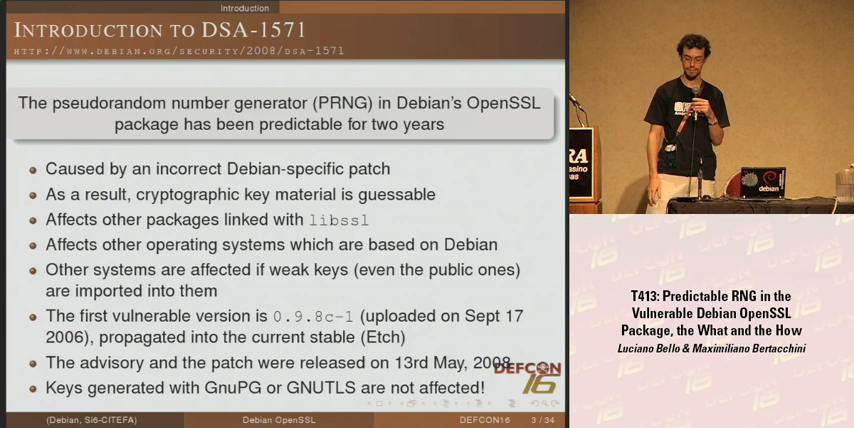 Introduction
INTRODUCTION TO DSA-1571
HTTP://WWW.DEBIAN.ORG/SECURITY/2008/DSA-1571
The pseudorandom number generator (PRNG) in Debian's OpenSSL
package has been predictable for two years
Caused by an incorrect Debian-specific patch
As a result, cryptographic key material is guessable
Affects other packages linked with libssl
Affects other operating systems which are based on Debian
Other systems are affected if weak keys (even the public ones)
are imported into them
The first vulnerable version is 0.9.8c-1 (uploaded on Sept 17
2006), propagated into the current stable (Etch)
The advisory and the patch were released on 13rd May, 2008
Keys generated with GnuPG or GNUTLS are not affected!
DEFCON
16
(Debian, Si6-CITEFA) Debian OpenSSL DEFCON16 3 / 34
debian
T413: Predictable RNG in the
Vulnerable Debian OpenSSL
Package, the What and the How
Luciano Bello & Maximiliano Bertacchini